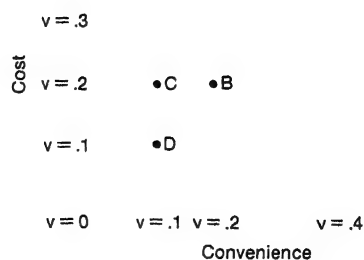 v = .3
Cost
v = .2 •C •B
v = .1 •D
v = 0 v = .1 v = .2 v = .4
Convenience